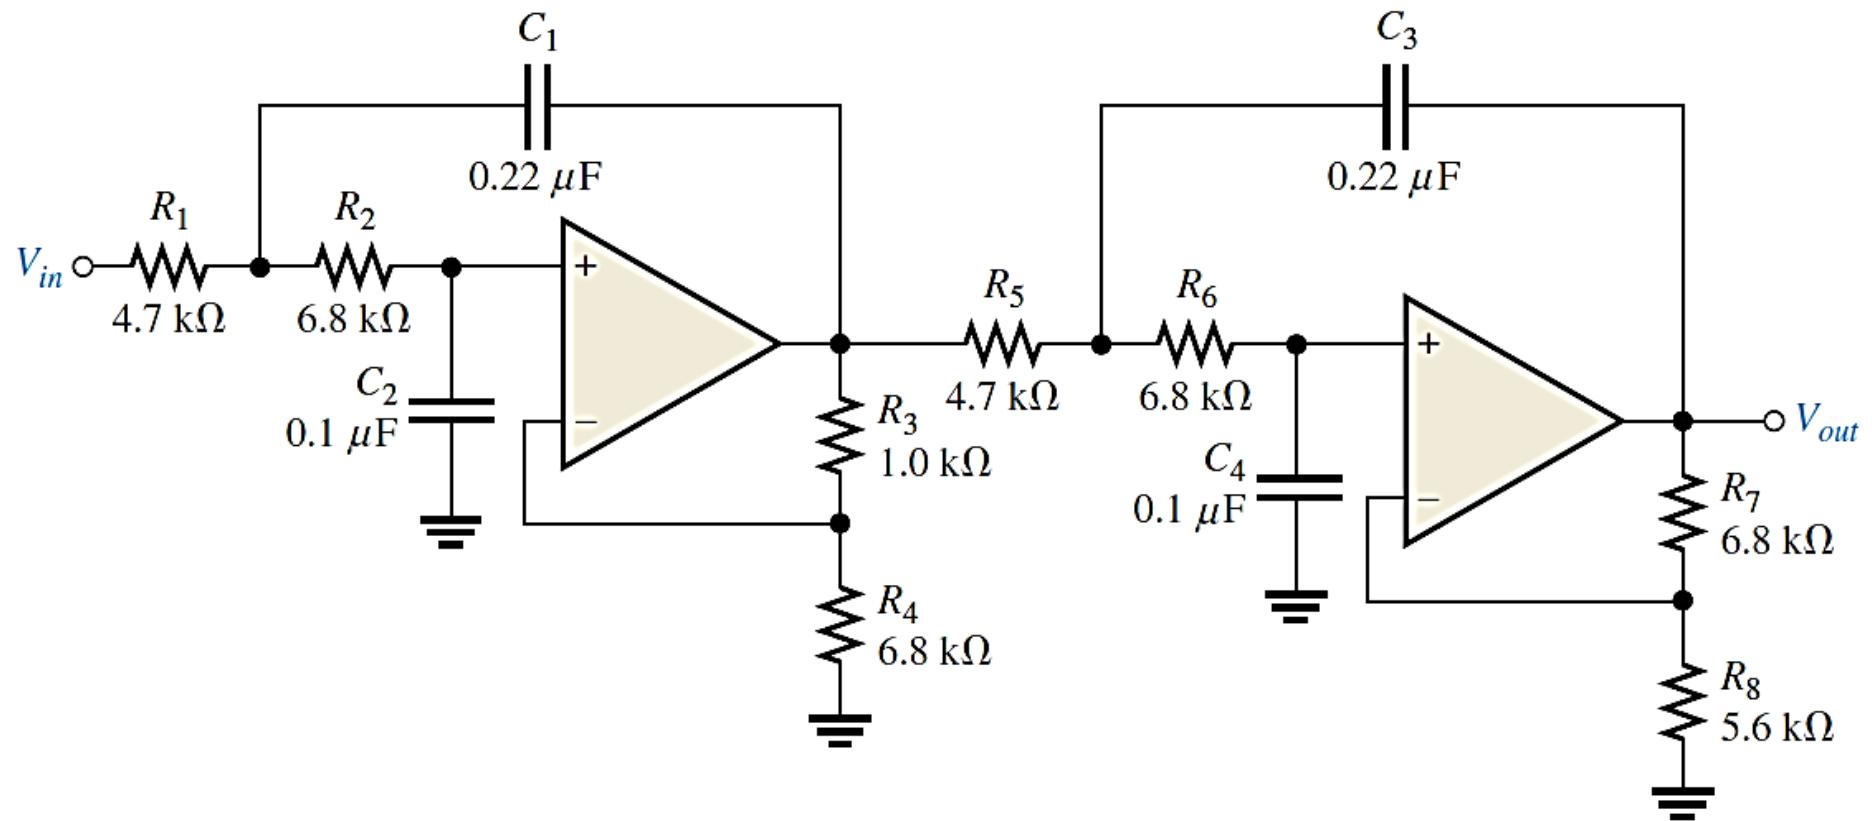 C1
0.22 μF
R1
4.7 kΩ
R2
6.8 kΩ
Vin
C2
0.1 μF
+
−
R3
1.0 kΩ
R4
6.8 kΩ
C3
0.22 μF
R5
4.7 kΩ
R6
6.8 kΩ
C4
0.1 μF
+
−
Vout
R7
6.8 kΩ
R8
5.6 kΩ